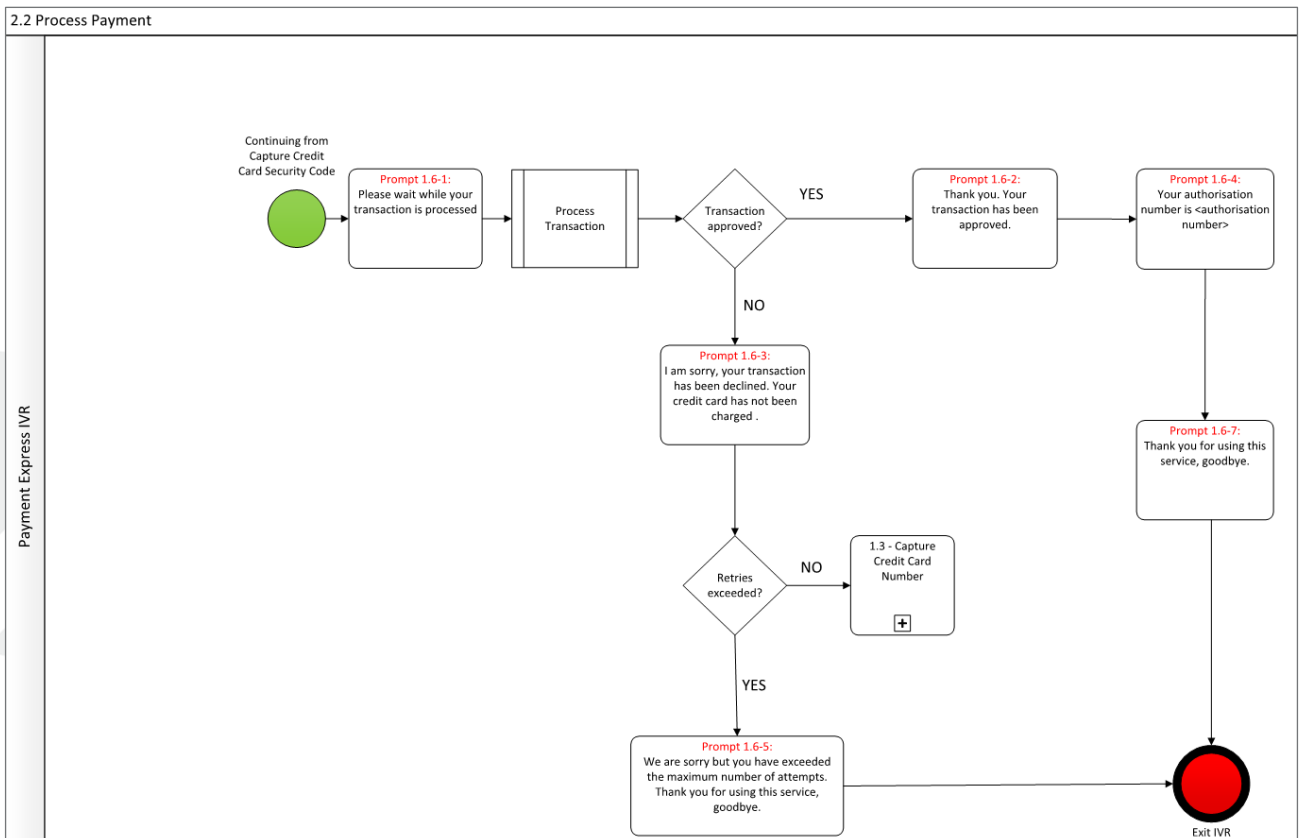 2.2 Process Payment
Payment Express IVR
Continuing from
Capture Credit
Card Security Code
Prompt 1.6-1:
Please wait while your
transaction is processed
Process
Transaction
Transaction
approved?
YES
Prompt 1.6-2:
Thank you. Your
transaction has been
approved.
Prompt 1.6-4:
Your authorisation
number is <authorisation
number>
NO
Prompt 1.6-3:
I am sorry, your transaction
has been declined. Your
credit card has not been
charged .
Prompt 1.6-7:
Thank you for using this
service, goodbye.
Retries
exceeded?
NO
1.3 - Capture
Credit Card
Number
YES
Prompt 1.6-5:
We are sorry but you have exceeded
the maximum number of attempts.
Thank you for using this service,
goodbye.
Exit IVR